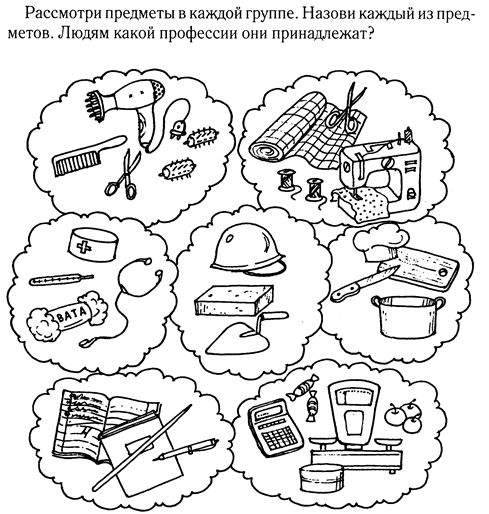 Рассмотри предметы в каждой группе. Назови каждый из пред-
метов. Людям какой профессии они принадлежат?
ВАТА